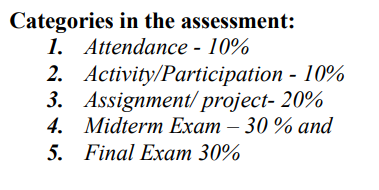 Categories in the assessment:
1. Attendance - 10%
2. Activity/Participation - 10%
3. Assignment/ project- 20%
4. Midterm Exam – 30 % and
5. Final Exam 30%